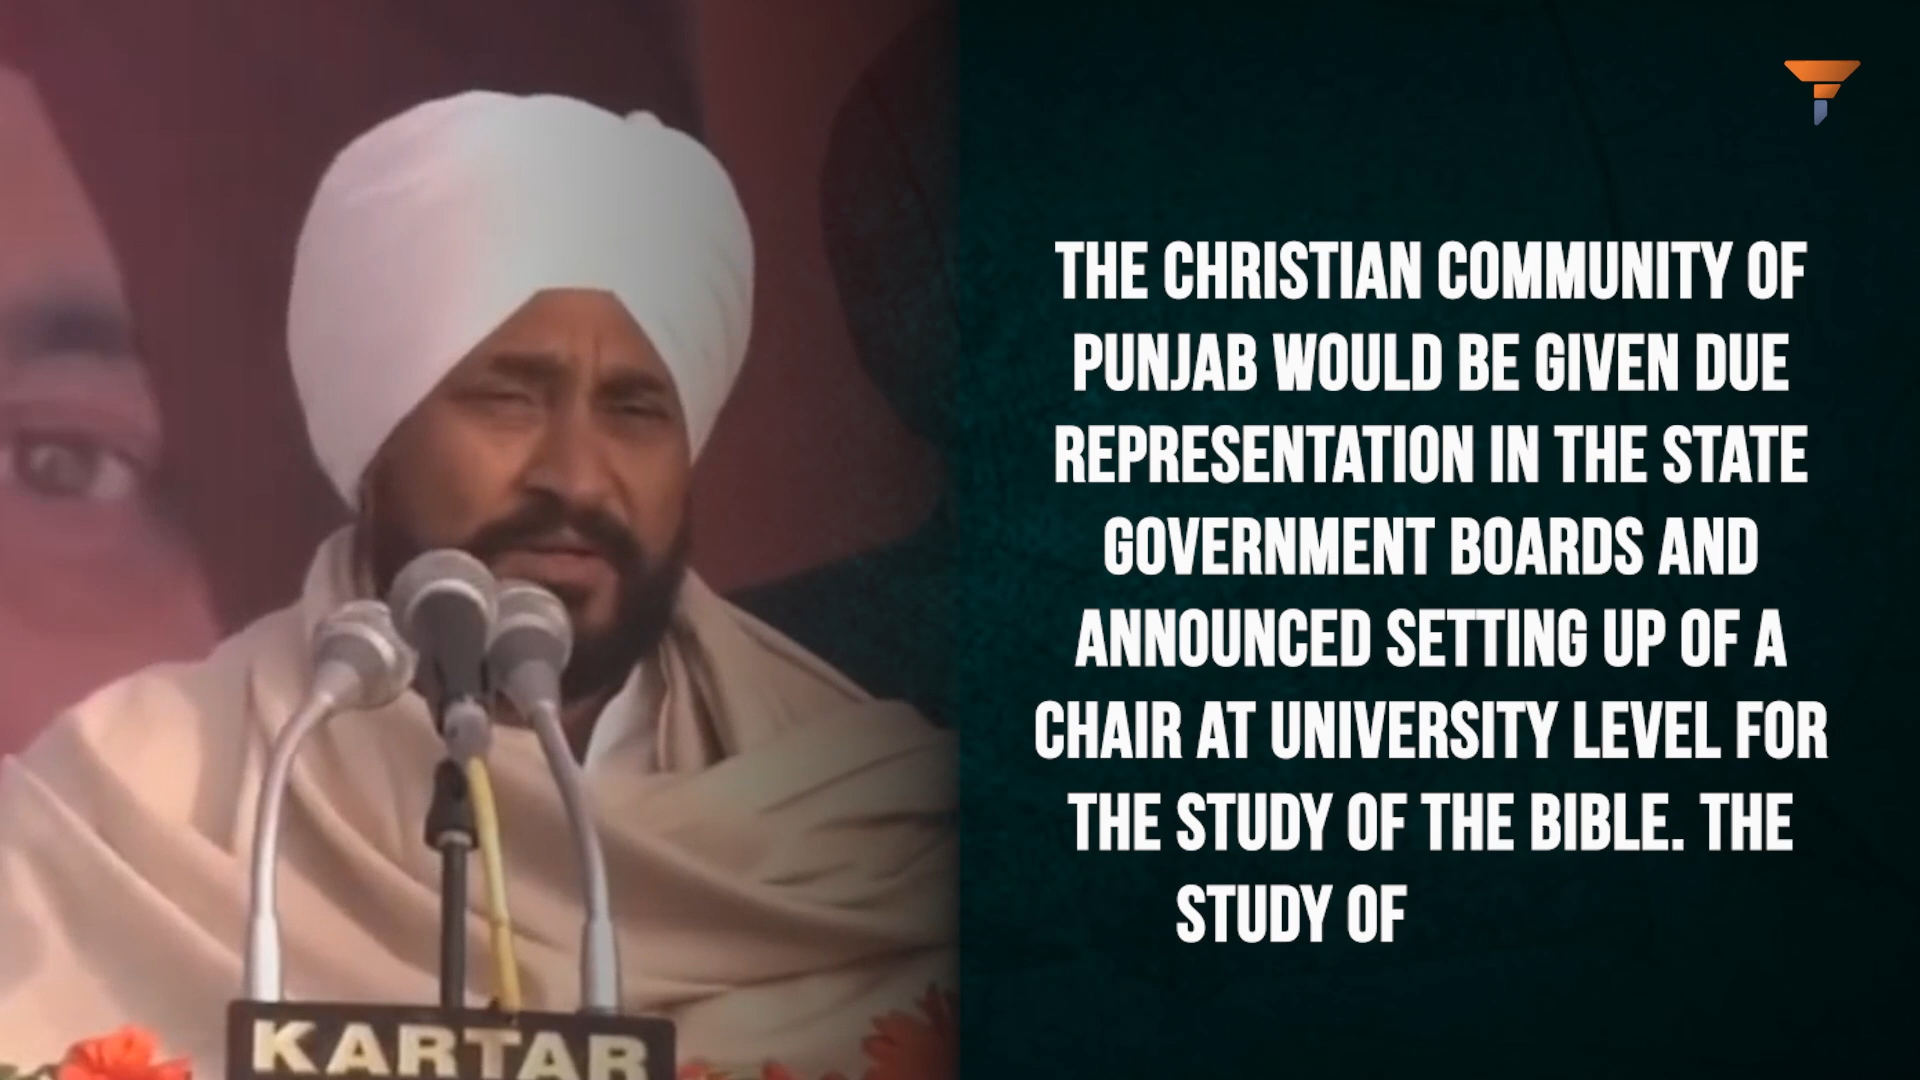 THE CHRISTIAN COMMUNITY OF
PUNJAB WOULD BE GIVEN DUE
REPRESENTATION IN THE STATE
GOVERNMENT BOARDS AND
ANNOUNCED SETTING UP OF A
CHAIR AT UNIVERSITY LEVEL FOR
THE STUDY OF THE BIBLE. THE
STUDY OF
KARTAR